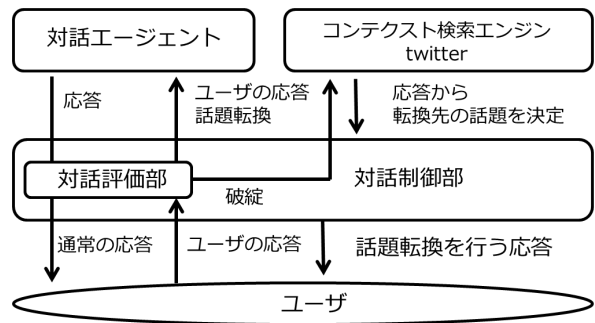 対話エージェント
コンテクスト検索エンジン
twitter
応答
ユーザの応答
話題転換
応答から
転換先の話題を決定
対話評価部
対話制御部
破綻
通常の応答
ユーザの応答
話題転換を行う応答
ユーザ